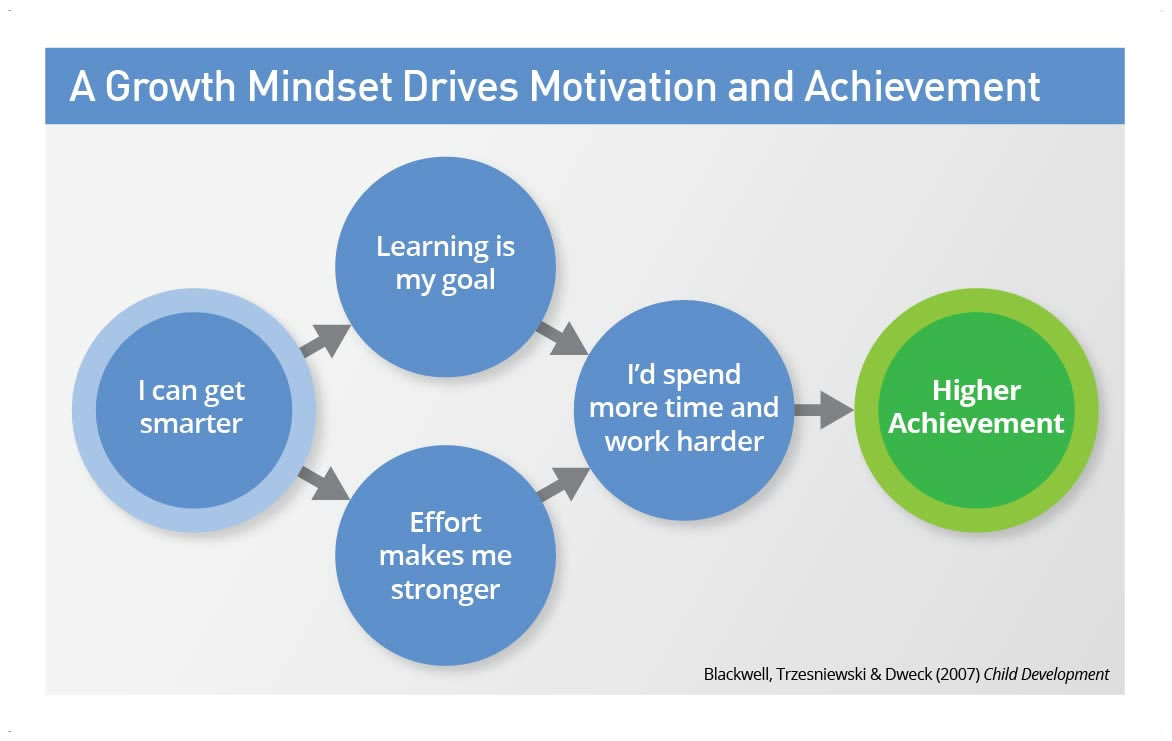 A Growth Mindset Drives Motivation and Achievement
I can get
smarter
Learning is
my goal
Effort
makes me
stronger
I’d spend
more time and
work harder
Higher
Achievement
Blackwell, Trzesniewski & Dweck (2007) Child Development